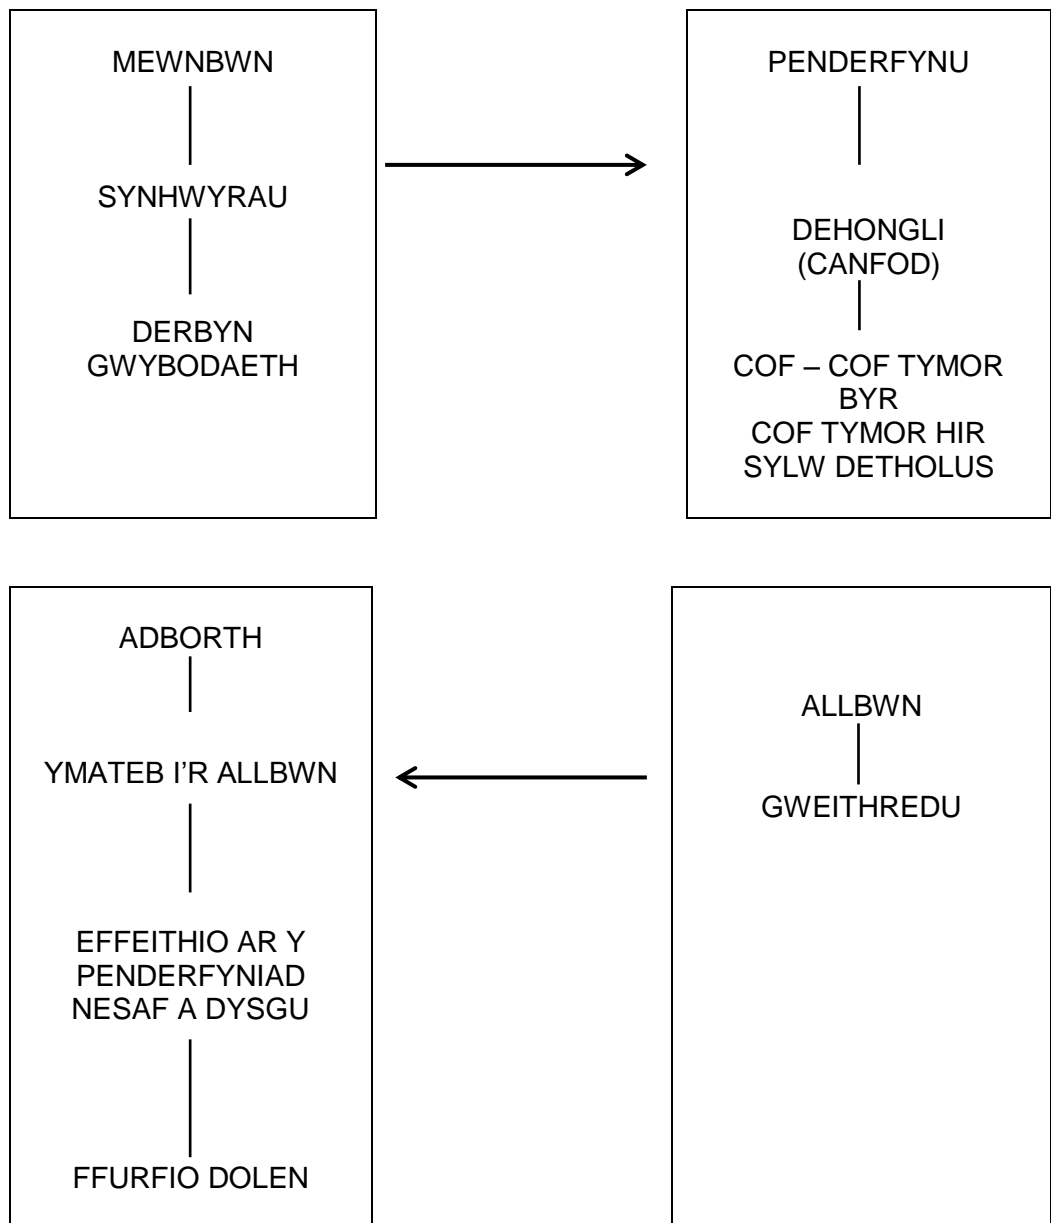 MEWNBWN
SYNHWYRAU
DERBYN
GWYBODAETH
PENDERFYNU
DEHONGLI
(CANFOD)
COF – COF TYMOR
BYR
COF TYMOR HIR
SYLW DETHOLUS
ADBORTH
YMATEB I'R ALLBWN
EFFEITHIO AR Y
PENDERFYNIAD
NESAF A DYSGU
FFURFIO DOLEN
ALLBWN
GWEITHREDU